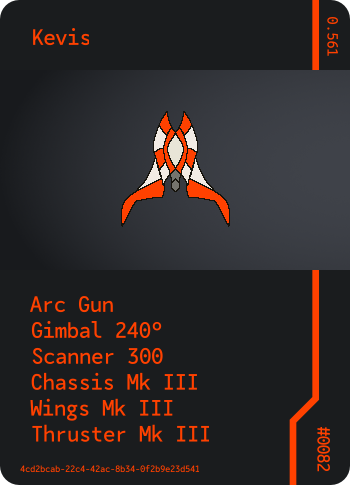 Kevis
0.561
Arc Gun
Gimbal 240°
Scanner 300
Chassis Mk III
Wings Mk III
Thruster Mk III
#0082
4cd2bcab-22c4-42ac-8b34-0f2b9e23d541